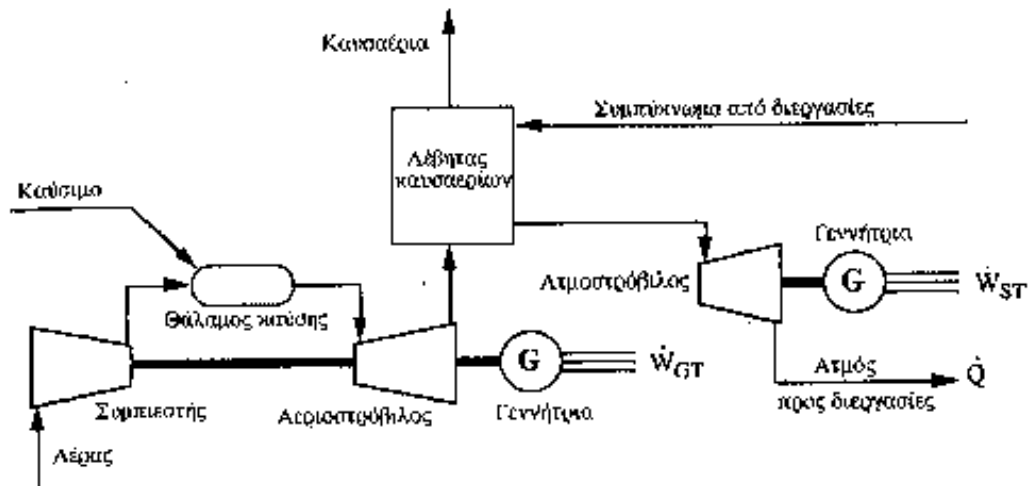 Καυσαέρια
Συμπύκνωμα από διεργασίες
Λέβητας
καυσαερίων
Καύσιμο
Γεννήτρια
Ατμοστρόβιλος
G
Ẇ_ST
Θάλαμος καύσης
G
Ẇ_GT
Ατμός
προς διεργασίες
Q̇
Συμπιεστής
Αεριοστρόβιλος
Γεννήτρια
Αέρας